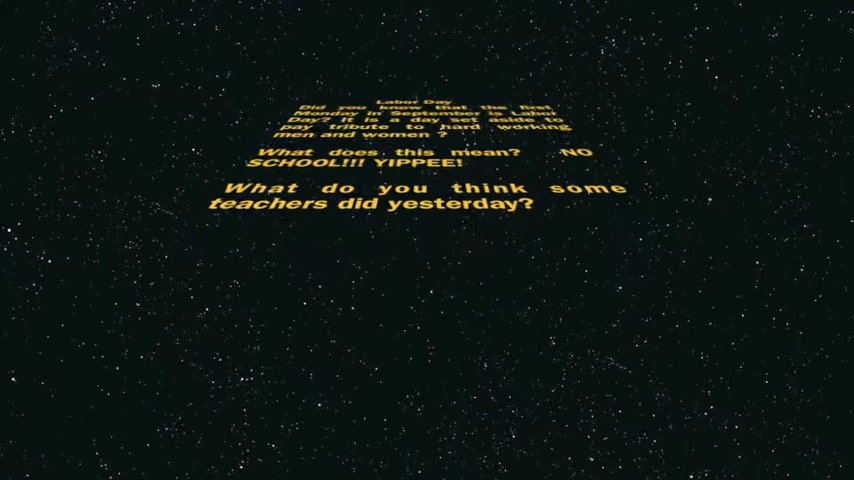 Labor Day
Did you know that the first
Monday in September is Labor
Day? It is a day set aside to
pay tribute to hard working
men and women ?
What does this mean? NO
SCHOOL!!! YIPPEE!
What do you think some
teachers did yesterday?